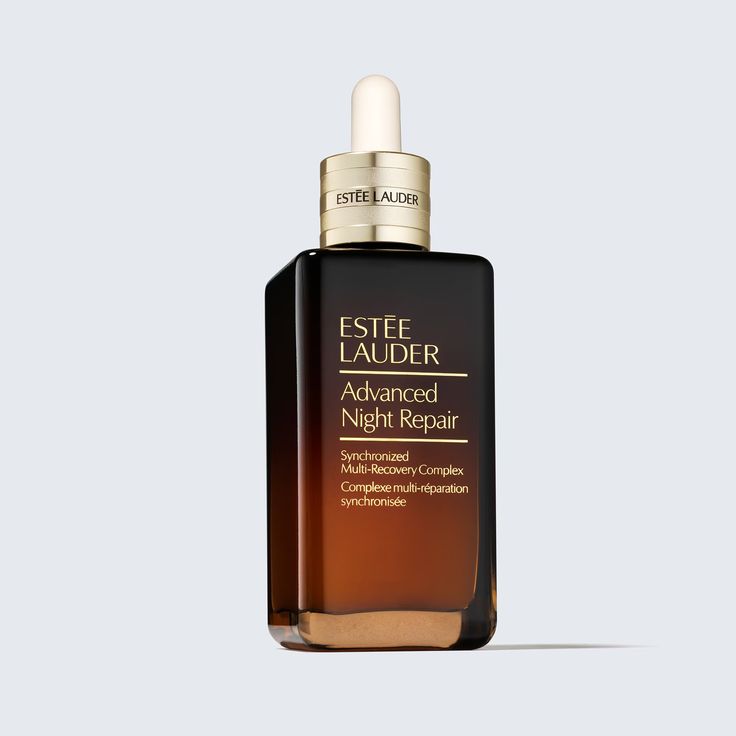 ESTĒE LAUDER
ESTĒE
LAUDER
Advanced
Night Repair
Synchronized
Multi-Recovery Complex
Complexe multi-réparation
synchronisée